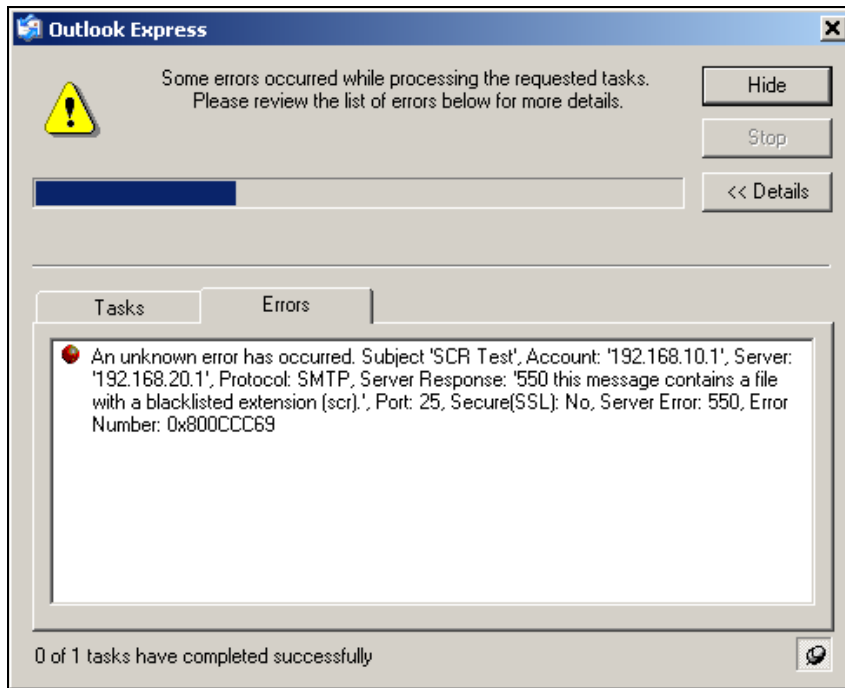 Outlook Express
Some errors occurred while processing the requested tasks.
Please review the list of errors below for more details.
Hide
Stop
<< Details
Tasks
Errors
An unknown error has occurred. Subject 'SCR Test', Account: '192.168.10.1', Server:
'192.168.20.1', Protocol: SMTP, Server Response: '550 this message contains a file
with a blacklisted extension (scr).', Port: 25, Secure(SSL): No, Server Error: 550, Error
Number: 0x800CCC69
0 of 1 tasks have completed successfully